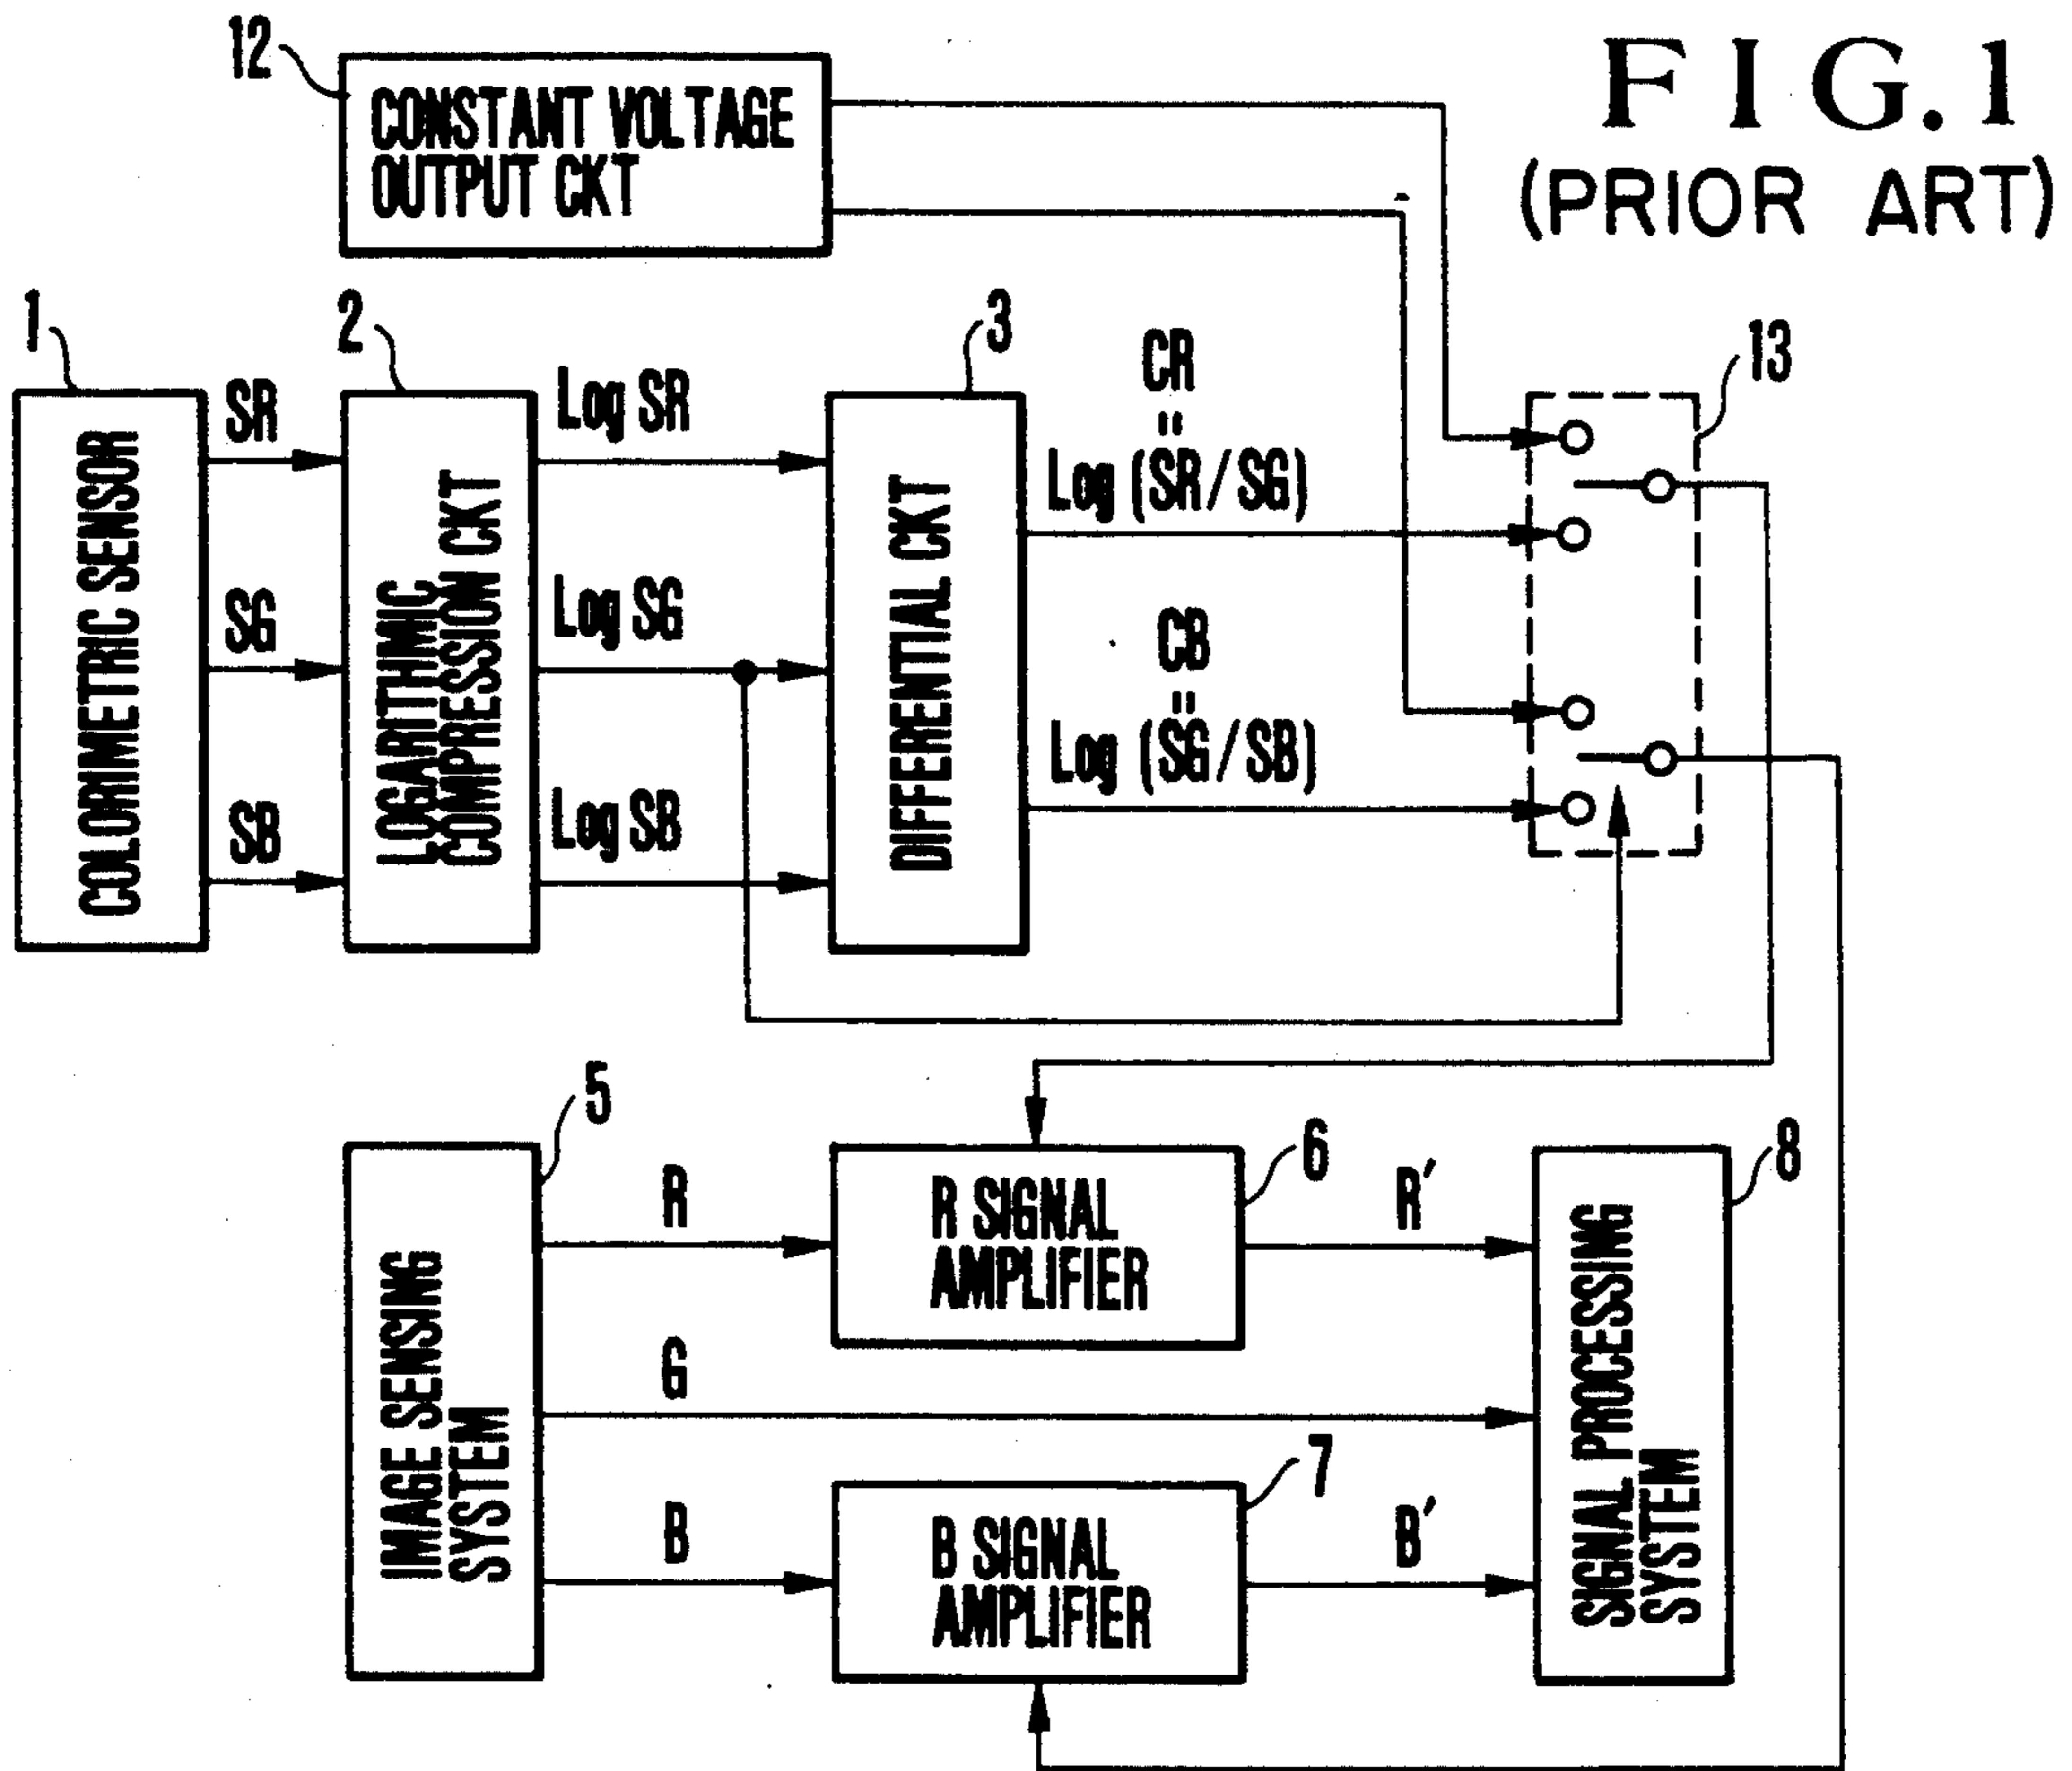 FIG.1
(PRIOR ART)
12
CONSTANT VOLTAGE
OUTPUT CKT
1
COLORIMETRIC SENSOR
SR
SG
SB
2
LOGARITHMIC
COMPRESSION CKT
Log SR
Log SG
Log SB
3
DIFFERENTIAL CKT
CR
=
Log (SR/SG)
CB
=
Log (SG/SB)
13
5
IMAGE SENSING
SYSTEM
R
G
B
6
R SIGNAL
AMPLIFIER
7
B SIGNAL
AMPLIFIER
R′
B′
8
SIGNAL PROCESSING
SYSTEM